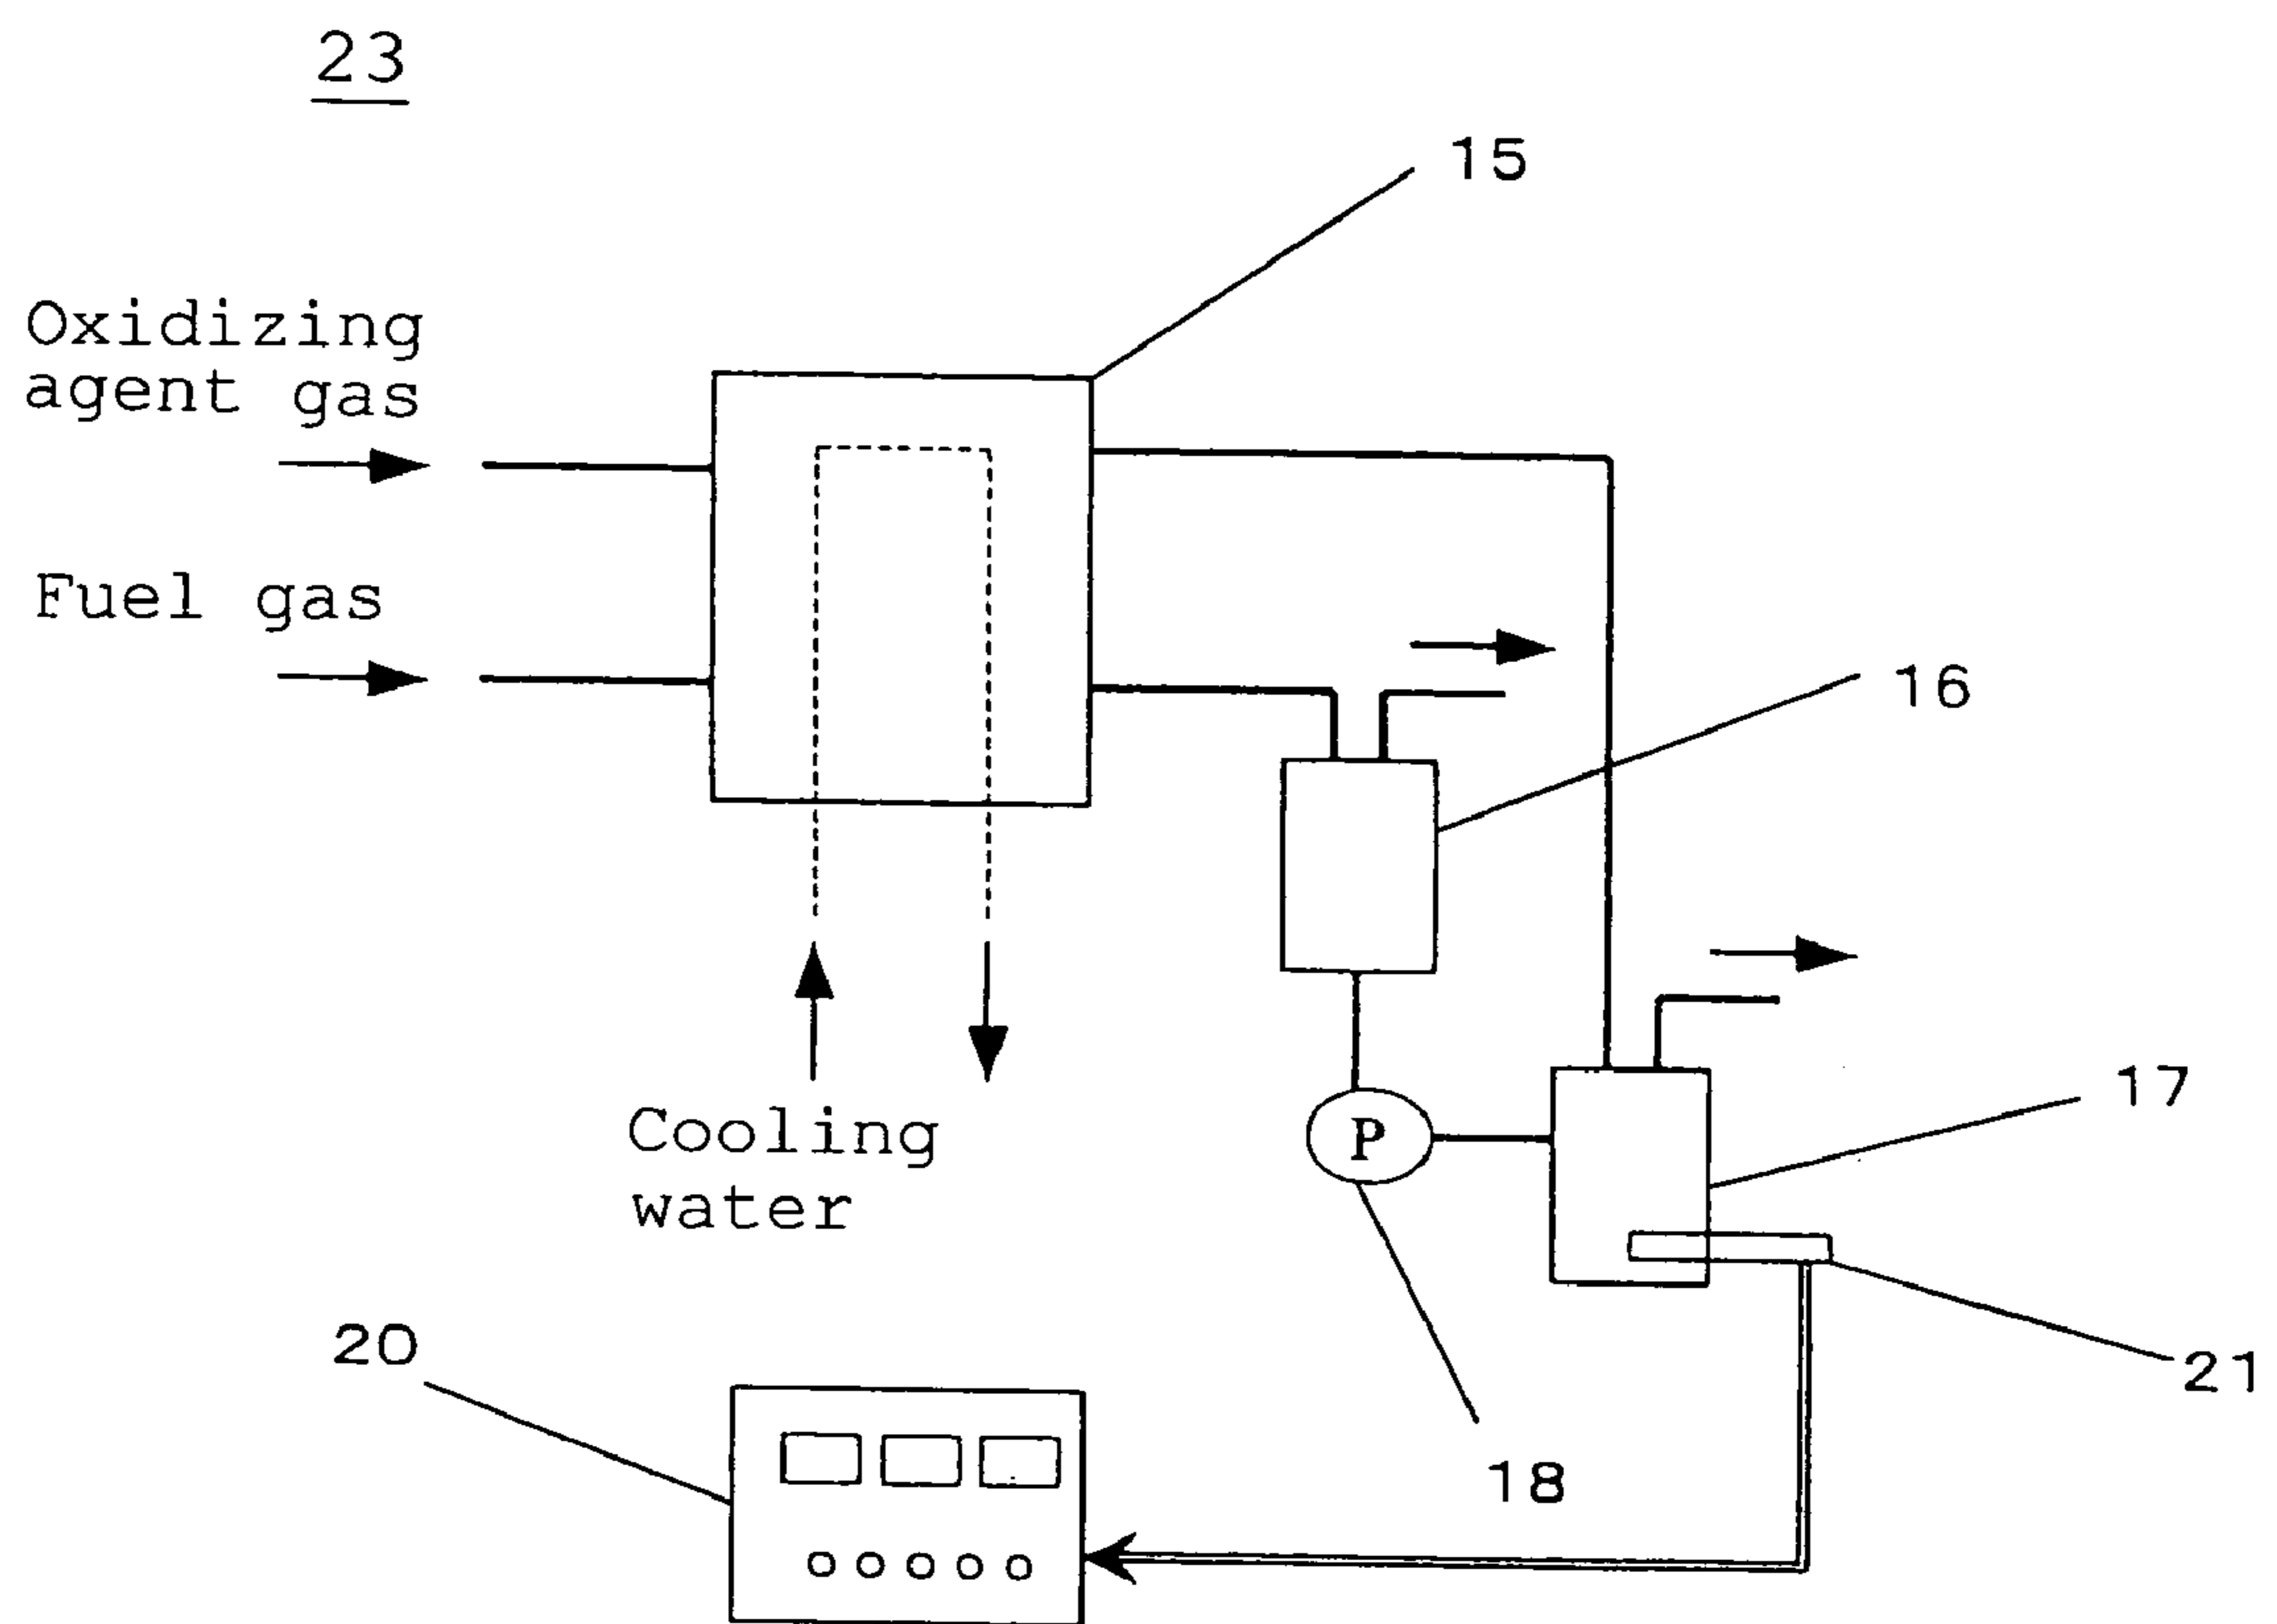 23
15
Oxidizing
agent gas
Fuel gas
16
17
Cooling
water
P
20
21
18